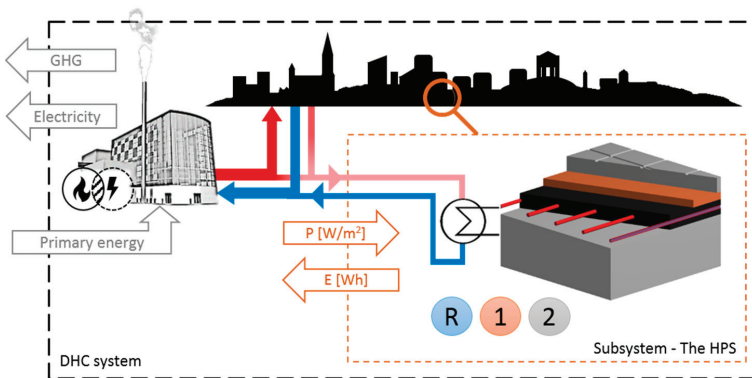 GHG
Electricity
Primary energy
P [W/m²]
E [Wh]
R 1 2
DHC system
Subsystem - The HPS